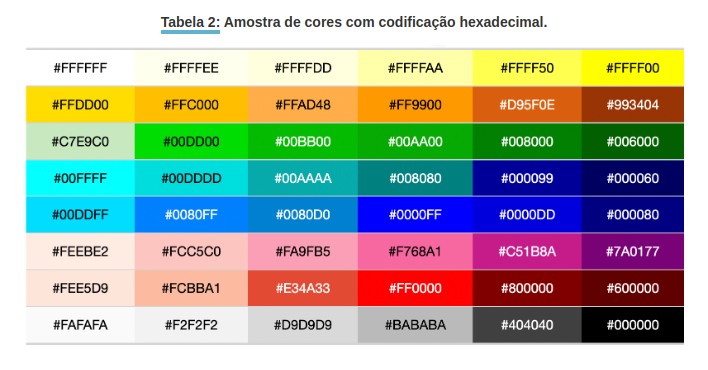 Tabela 2: Amostra de cores com codificação hexadecimal.
#FFFFFF #FFFFEE #FFFFDD #FFFFAA #FFFF50 #FFFF00
#FFDD00 #FFC000 #FFAD48 #FF9900 #D95F0E #993404
#C7E9C0 #00DD00 #00BB00 #00AA00 #008000 #006000
#00FFFF #00DDDD #00AAAA #008080 #000099 #000060
#00DDFF #0080FF #0080D0 #0000FF #0000DD #000080
#FEEBE2 #FCC5C0 #FA9FB5 #F768A1 #C51B8A #7A0177
#FEE5D9 #FCBBA1 #E34A33 #FF0000 #800000 #600000
#FAFAFA #F2F2F2 #D9D9D9 #BABABA #404040 #000000